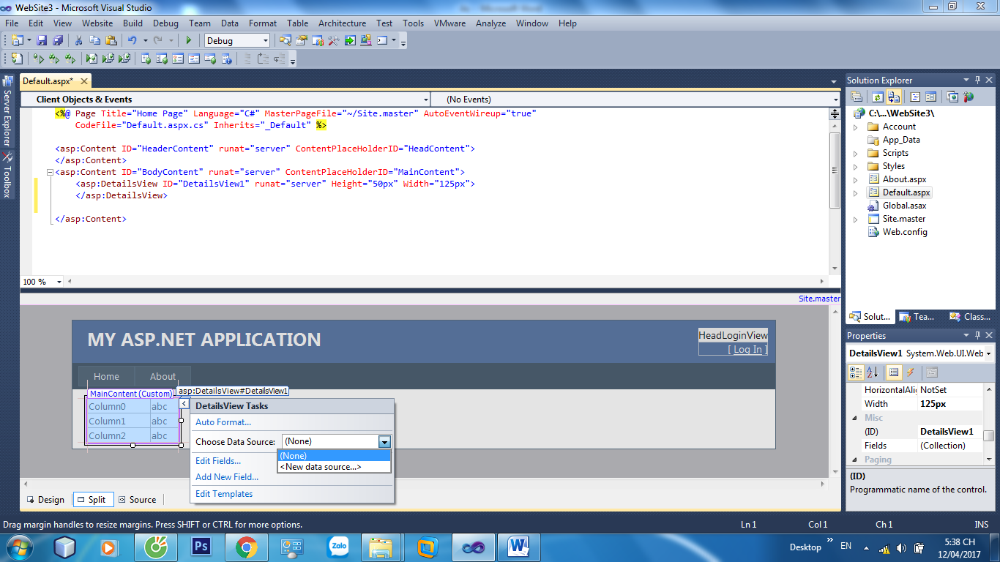 WebSite3 - Microsoft Visual Studio
File Edit View Website Build Debug Team Data Format Table Architecture Test Tools VMware Analyze Window Help
Debug
Server Explorer
Toolbox
Default.aspx*
Client Objects & Events (No Events)
<%@ Page Title="Home Page" Language="C#" MasterPageFile="~/Site.master" AutoEventWireup="true"
CodeFile="Default.aspx.cs" Inherits="_Default" %>
<asp:Content ID="HeaderContent" runat="server" ContentPlaceHolderID="HeadContent">
</asp:Content>
<asp:Content ID="BodyContent" runat="server" ContentPlaceHolderID="MainContent">
<asp:DetailsView ID="DetailsView1" runat="server" Height="50px" Width="125px">
</asp:DetailsView>
</asp:Content>
100 %
Site.master
MY ASP.NET APPLICATION
HeadLoginView
[ Log In ]
Home About
asp:DetailsView#DetailsView1
MainContent (Custom)
Column0 abc
Column1 abc
Column2 abc
DetailsView Tasks
Auto Format...
Choose Data Source: (None)
(None)
<New data source...>
Edit Fields...
Add New Field...
Edit Templates
Design Split Source
Solution Explorer
C:\...\WebSite3\
Account
App_Data
Scripts
Styles
About.aspx
Default.aspx
Global.asax
Site.master
Web.config
Solut... Tea... Class...
Properties
DetailsView1 System.Web.UI.Web
HorizontalAlig NotSet
Width 125px
Misc
(ID) DetailsView1
Fields (Collection)
Paging
(ID)
Programmatic name of the control.
Drag margin handles to resize margins. Press SHIFT or CTRL for more options.
Ln 1 Col 1 Ch 1 INS
Ps
Zalo
W
Desktop
EN
5:38 CH
12/04/2017